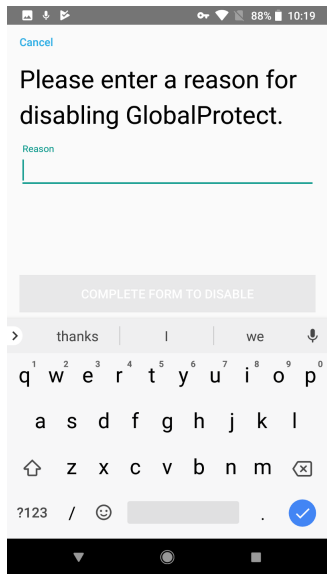 88% 10:19
Cancel
Please enter a reason for
disabling GlobalProtect.
Reason
COMPLETE FORM TO DISABLE
thanks I we
1 2 3 4 5 6 7 8 9 0
q w e r t y u i o p
a s d f g h j k l
z x c v b n m
?123 / .